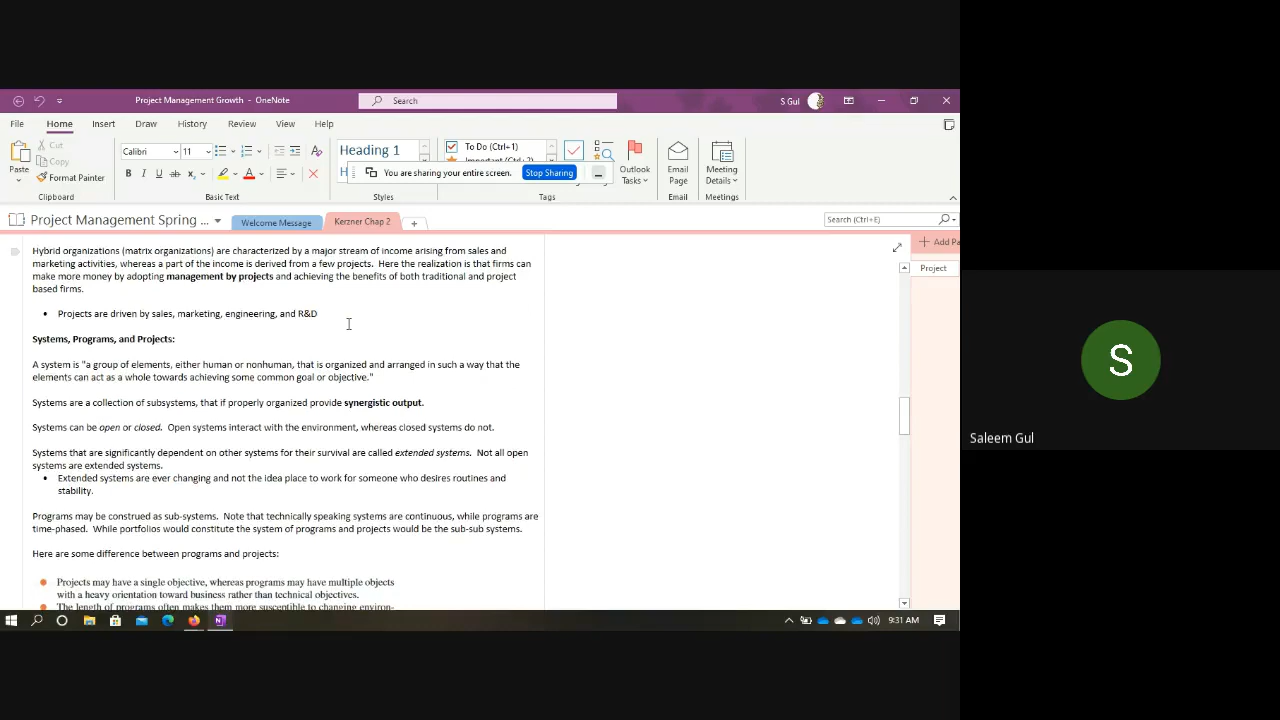 Project Management Growth - OneNote
Search
S Gul
File Home Insert Draw History Review View Help
Cut
Copy
Format Painter
Paste
Clipboard
Calibri 11
B I U ab x
Basic Text
Heading 1
Styles
To Do (Ctrl+1)
You are sharing your entire screen. Stop Sharing
Tags
Outlook
Tasks
Email
Page
Email
Meeting
Details
Meetings
Project Management Spring ... Welcome Message Kerzner Chap 2 +
Search (Ctrl+E)
Add Pa
Project
Hybrid organizations (matrix organizations) are characterized by a major stream of income arising from sales and
marketing activities, whereas a part of the income is derived from a few projects. Here the realization is that firms can
make more money by adopting management by projects and achieving the benefits of both traditional and project
based firms.
• Projects are driven by sales, marketing, engineering, and R&D
Systems, Programs, and Projects:
A system is "a group of elements, either human or nonhuman, that is organized and arranged in such a way that the
elements can act as a whole towards achieving some common goal or objective."
Systems are a collection of subsystems, that if properly organized provide synergistic output.
Systems can be open or closed. Open systems interact with the environment, whereas closed systems do not.
Systems that are significantly dependent on other systems for their survival are called extended systems. Not all open
systems are extended systems.
• Extended systems are ever changing and not the idea place to work for someone who desires routines and
stability.
Programs may be construed as sub-systems. Note that technically speaking systems are continuous, while programs are
time-phased. While portfolios would constitute the system of programs and projects would be the sub-sub systems.
Here are some difference between programs and projects:
• Projects may have a single objective, whereas programs may have multiple objects
with a heavy orientation toward business rather than technical objectives.
• The length of programs often makes them more susceptible to changing environ-
9:31 AM
S
Saleem Gul